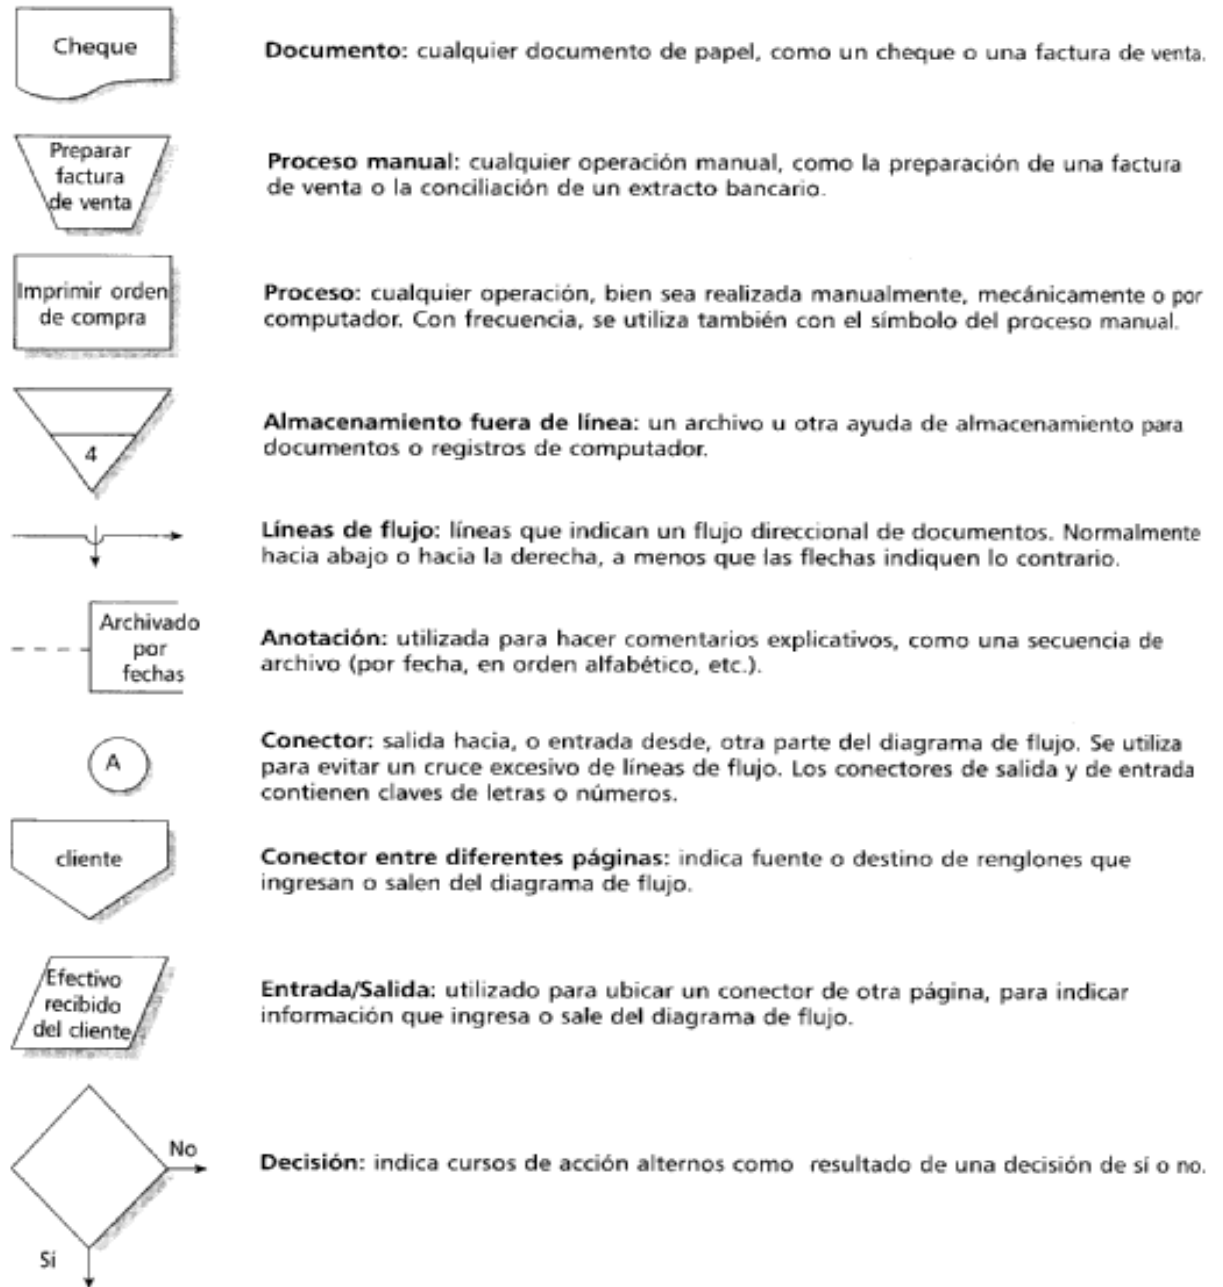 Cheque
Documento: cualquier documento de papel, como un cheque o una factura de venta.
Preparar
factura
de venta
Proceso manual: cualquier operación manual, como la preparación de una factura
de venta o la conciliación de un extracto bancario.
Imprimir orden
de compra
Proceso: cualquier operación, bien sea realizada manualmente, mecánicamente o por
computador. Con frecuencia, se utiliza también con el símbolo del proceso manual.
4
Almacenamiento fuera de línea: un archivo u otra ayuda de almacenamiento para
documentos o registros de computador.
Líneas de flujo: líneas que indican un flujo direccional de documentos. Normalmente
hacia abajo o hacia la derecha, a menos que las flechas indiquen lo contrario.
Archivado
por
fechas
Anotación: utilizada para hacer comentarios explicativos, como una secuencia de
archivo (por fecha, en orden alfabético, etc.).
A
Conector: salida hacia, o entrada desde, otra parte del diagrama de flujo. Se utiliza
para evitar un cruce excesivo de líneas de flujo. Los conectores de salida y de entrada
contienen claves de letras o números.
cliente
Conector entre diferentes páginas: indica fuente o destino de renglones que
ingresan o salen del diagrama de flujo.
Efectivo
recibido
del cliente
Entrada/Salida: utilizado para ubicar un conector de otra página, para indicar
información que ingresa o sale del diagrama de flujo.
No
Sí
Decisión: indica cursos de acción alternos como resultado de una decisión de sí o no.